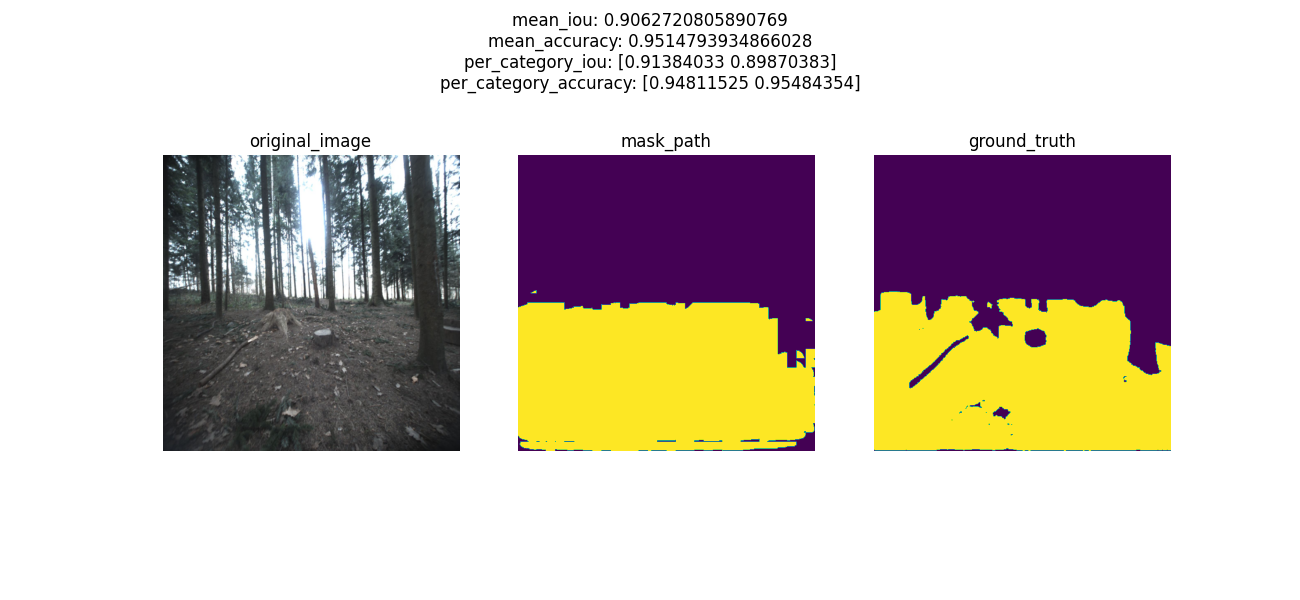 mean_iou: 0.9062720805890769
mean_accuracy: 0.9514793934866028
per_category_iou: [0.91384033 0.89870383]
per_category_accuracy: [0.94811525 0.95484354]
original_image
mask_path
ground_truth